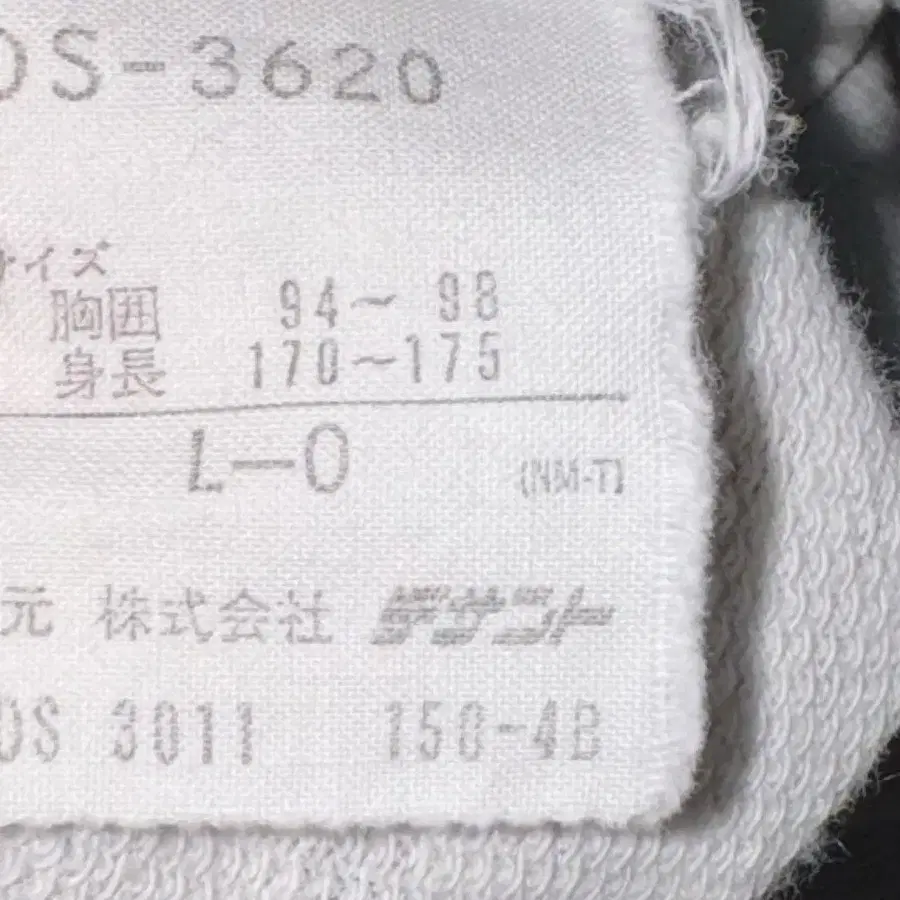 DS-3620
サイズ
胸囲 94～ 98
身長 170～175
L-O (NM-T)
元 株式会社 デサント
DS 3011 150-4B